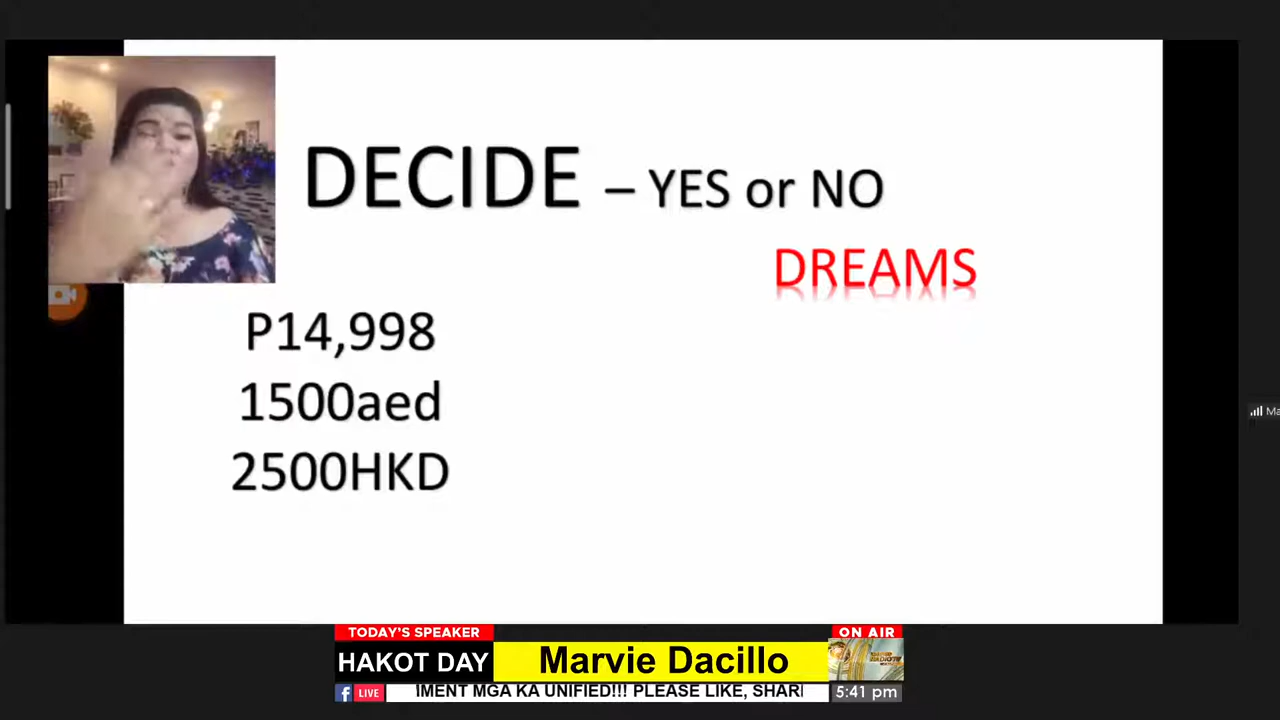 DECIDE – YES or NO
DREAMS
P14,998
1500aed
2500HKD
TODAY'S SPEAKER
ON AIR
HAKOT DAY
Marvie Dacillo
LIVE
IMENT MGA KA UNIFIED!!! PLEASE LIKE, SHARI
5:41 pm